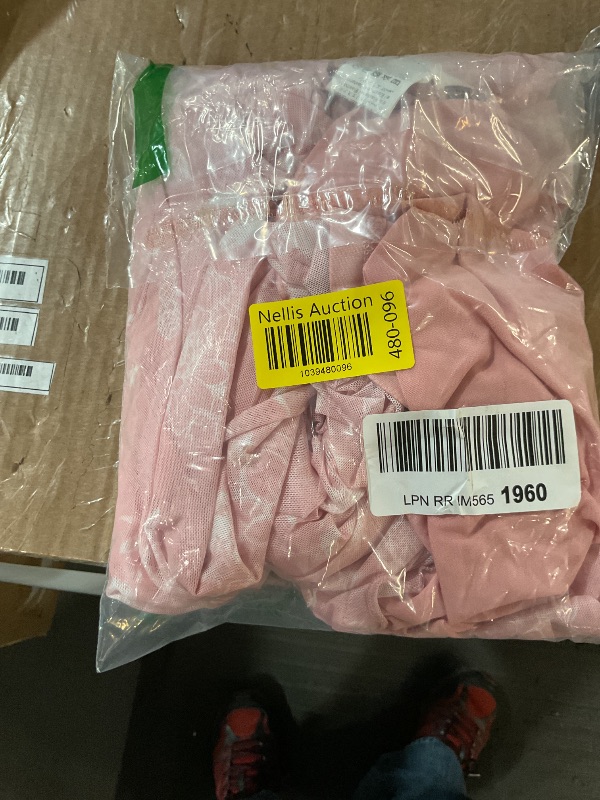 Nellis Auction
1039480096
480-096
LPN RR IM565 1960